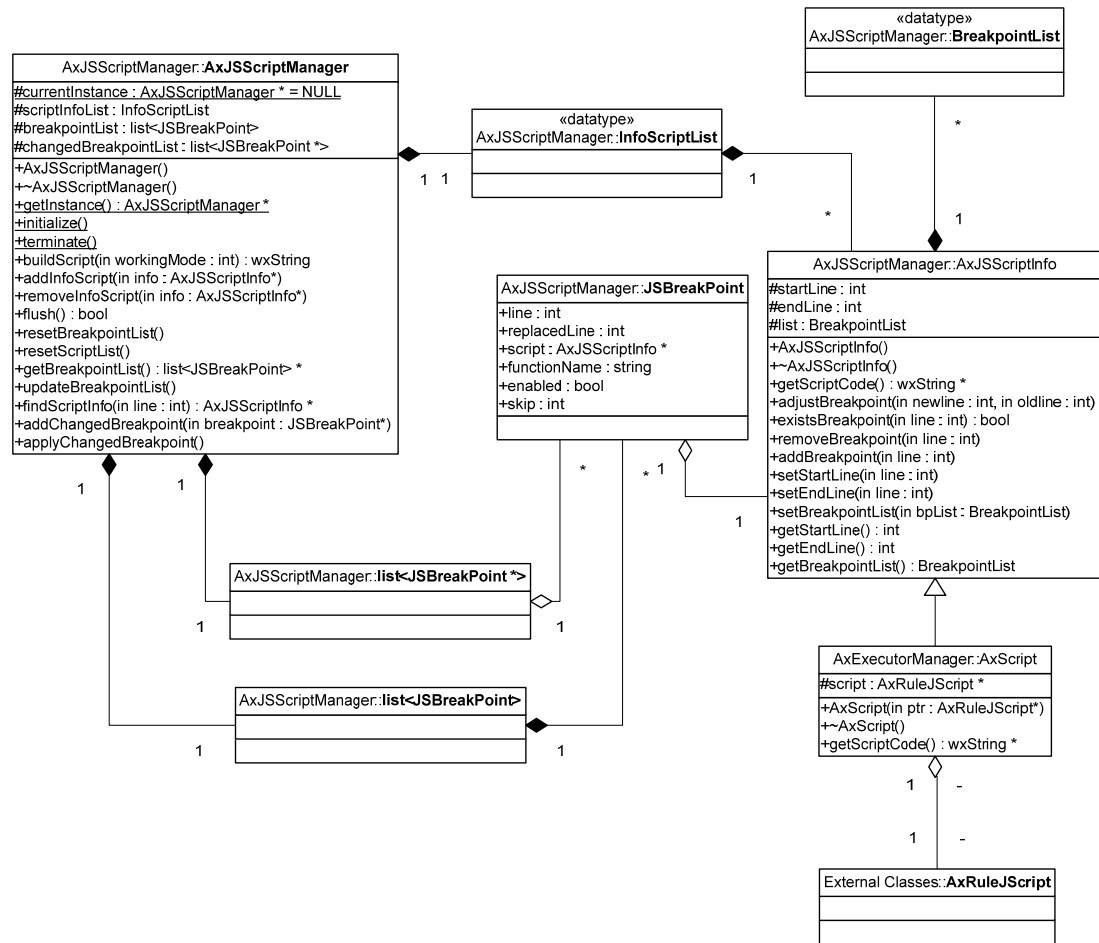 «datatype»
AxJSScriptManager::BreakpointList
AxJSScriptManager::AxJSScriptManager
#currentInstance : AxJSScriptManager * = NULL
#scriptInfoList : InfoScriptList
#breakpointList : list<JSBreakPoint>
#changedBreakpointList : list<JSBreakPoint *>
+AxJSScriptManager()
+~AxJSScriptManager()
+getInstance() : AxJSScriptManager *
+initialize()
+terminate()
+buildScript(in workingMode : int) : wxString
+addInfoScript(in info : AxJSScriptInfo*)
+removeInfoScript(in info : AxJSScriptInfo*)
+flush() : bool
+resetBreakpointList()
+resetScriptList()
+getBreakpointList() : list<JSBreakPoint> *
+updateBreakpointList()
+findScriptInfo(in line : int) : AxJSScriptInfo *
+addChangedBreakpoint(in breakpoint : JSBreakPoint*)
+applyChangedBreakpoint()
«datatype»
AxJSScriptManager::InfoScriptList
*
1
1
1
*
1
AxJSScriptManager::AxJSScriptInfo
#startLine : int
#endLine : int
#list : BreakpointList
+AxJSScriptInfo()
+~AxJSScriptInfo()
+getScriptCode() : wxString *
+adjustBreakpoint(in newline : int, in oldline : int)
+existsBreakpoint(in line : int) : bool
+removeBreakpoint(in line : int)
+addBreakpoint(in line : int)
+setStartLine(in line : int)
+setEndLine(in line : int)
+setBreakpointList(in bpList : BreakpointList)
+getStartLine() : int
+getEndLine() : int
+getBreakpointList() : BreakpointList
AxJSScriptManager::JSBreakPoint
+line : int
+replacedLine : int
+script : AxJSScriptInfo *
+functionName : string
+enabled : bool
+skip : int
1
1
*
*
1
1
AxJSScriptManager::list<JSBreakPoint *>
1
1
AxJSScriptManager::list<JSBreakPoint>
1
1
AxExecutorManager::AxScript
#script : AxRuleJScript *
+AxScript(in ptr : AxRuleJScript*)
+~AxScript()
+getScriptCode() : wxString *
1
-
1
-
External Classes::AxRuleJScript